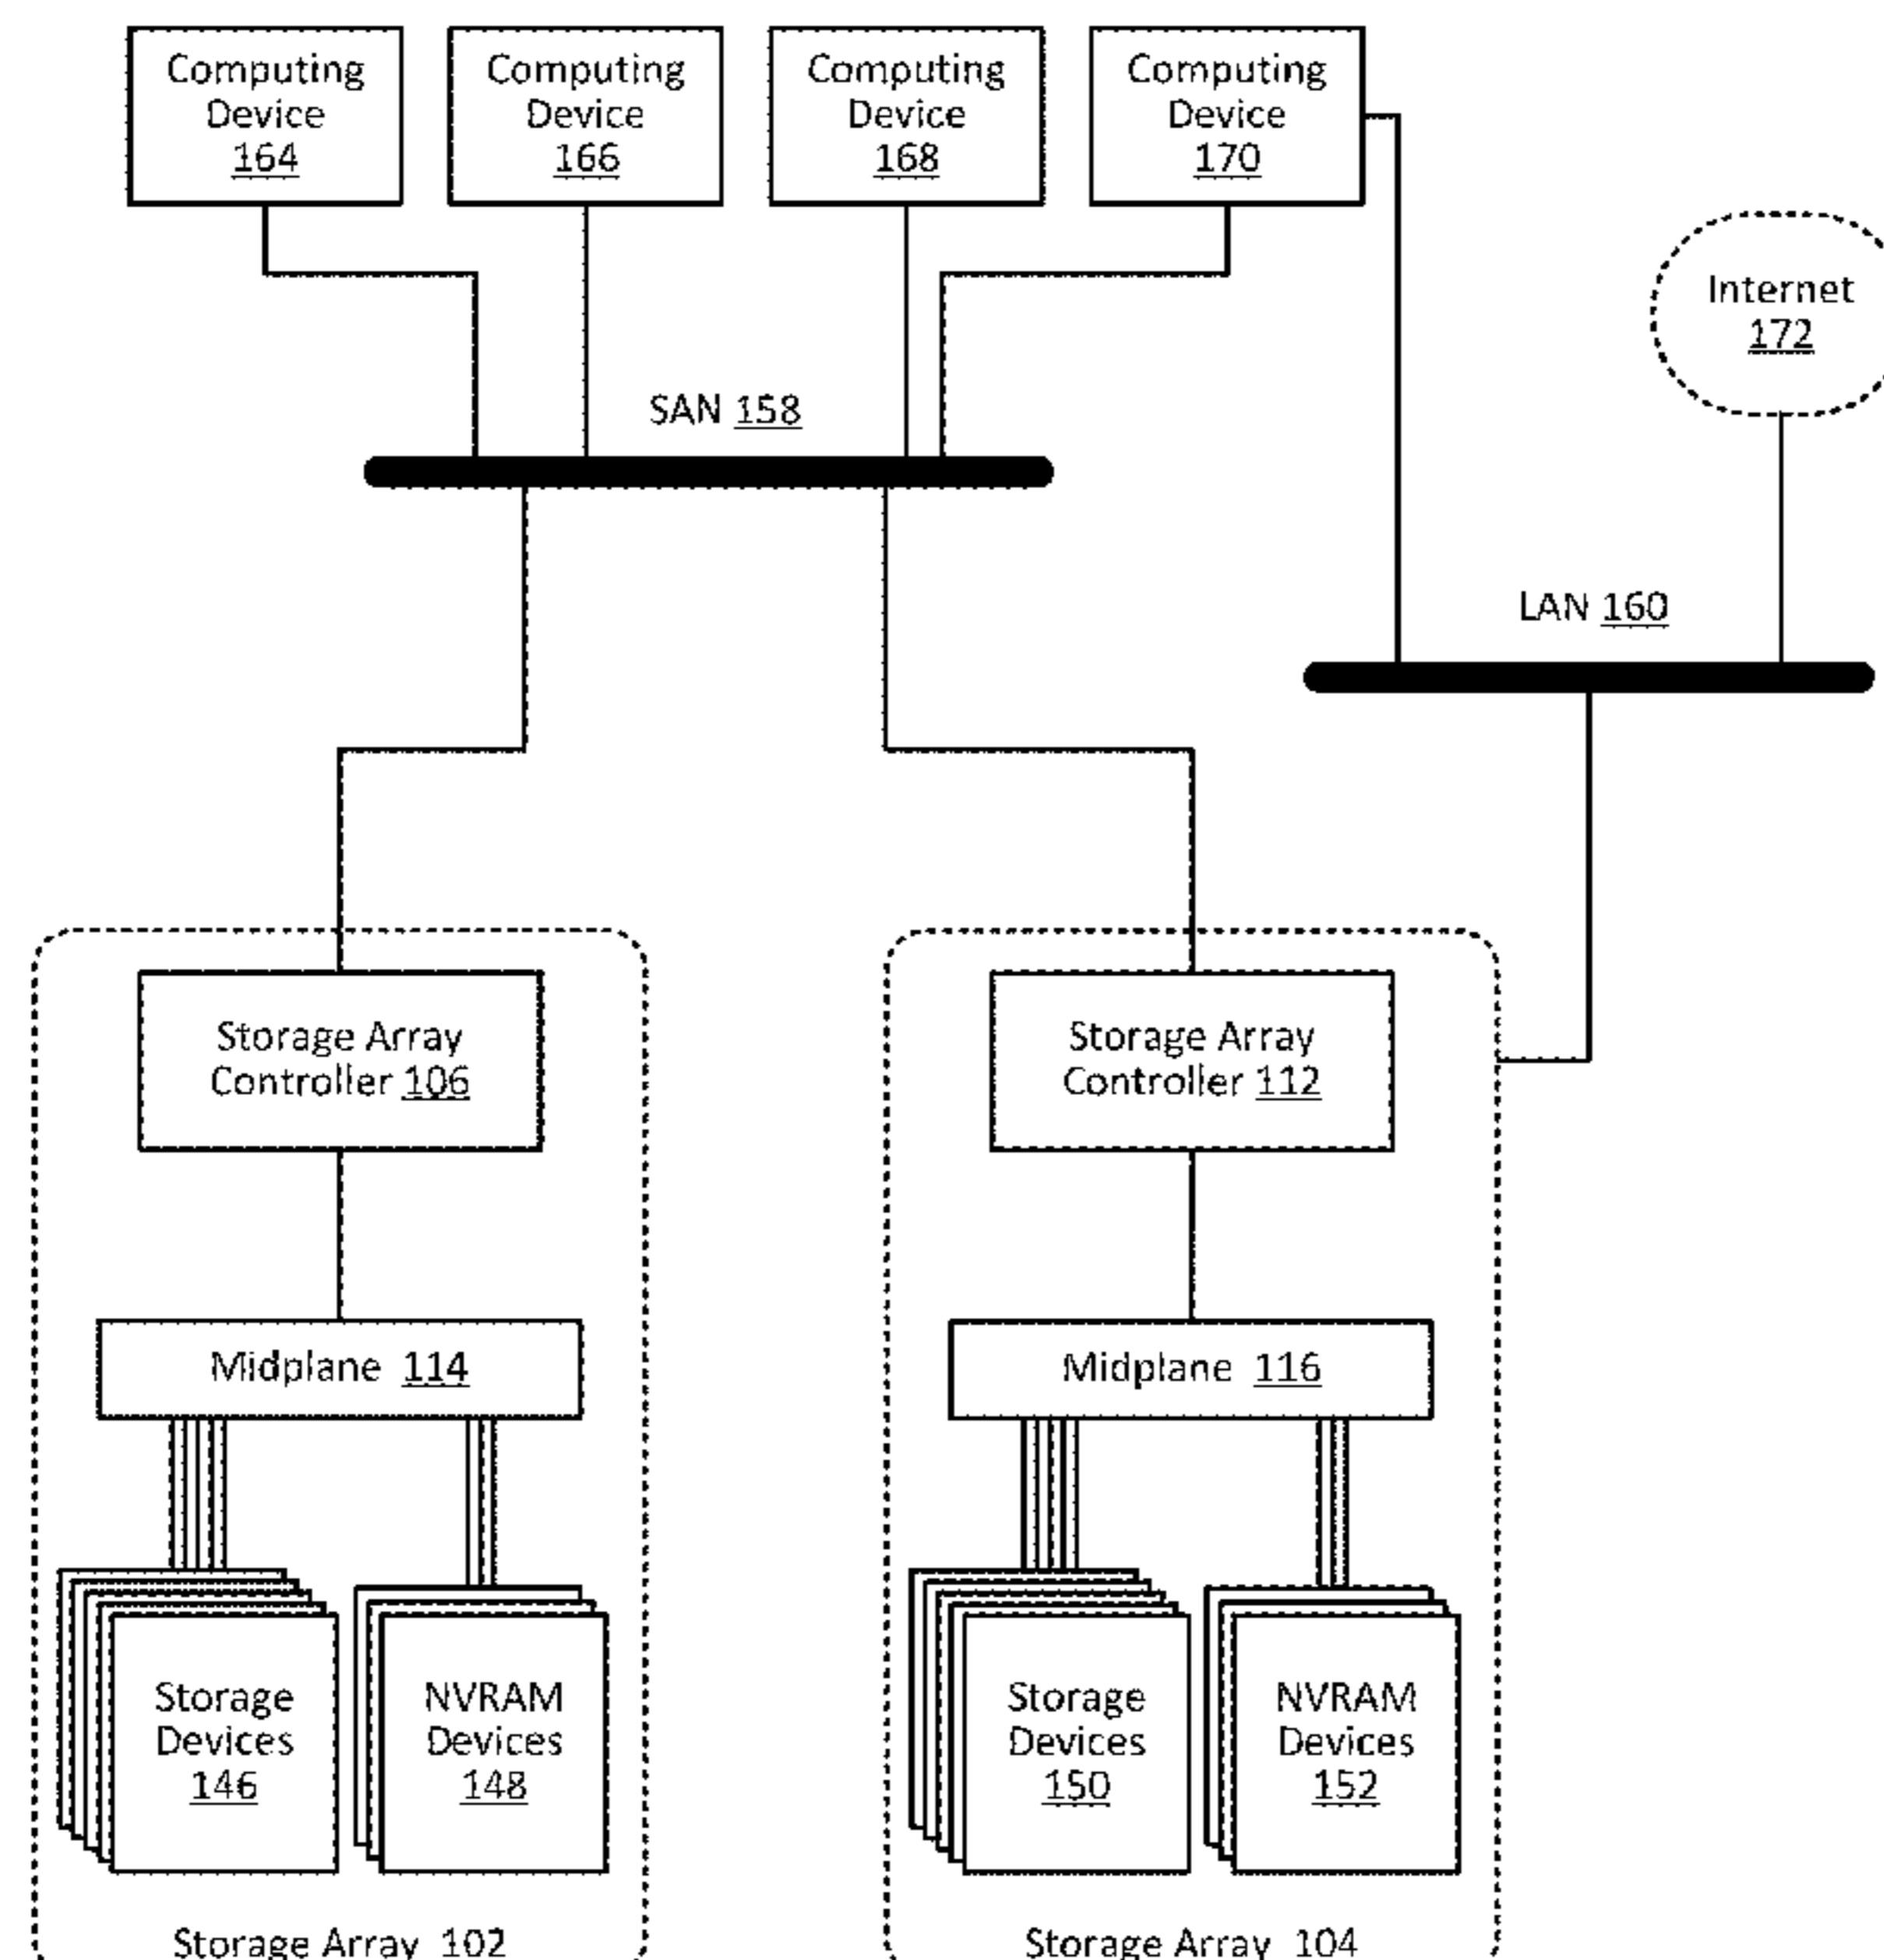 Computing
Device
164
Computing
Device
166
Computing
Device
168
Computing
Device
170
Internet
172
SAN 158
LAN 160
Storage Array
Controller 106
Storage Array
Controller 112
Midplane 114
Midplane 116
Storage
Devices
146
NVRAM
Devices
148
Storage
Devices
150
NVRAM
Devices
152
Storage Array 102
Storage Array 104